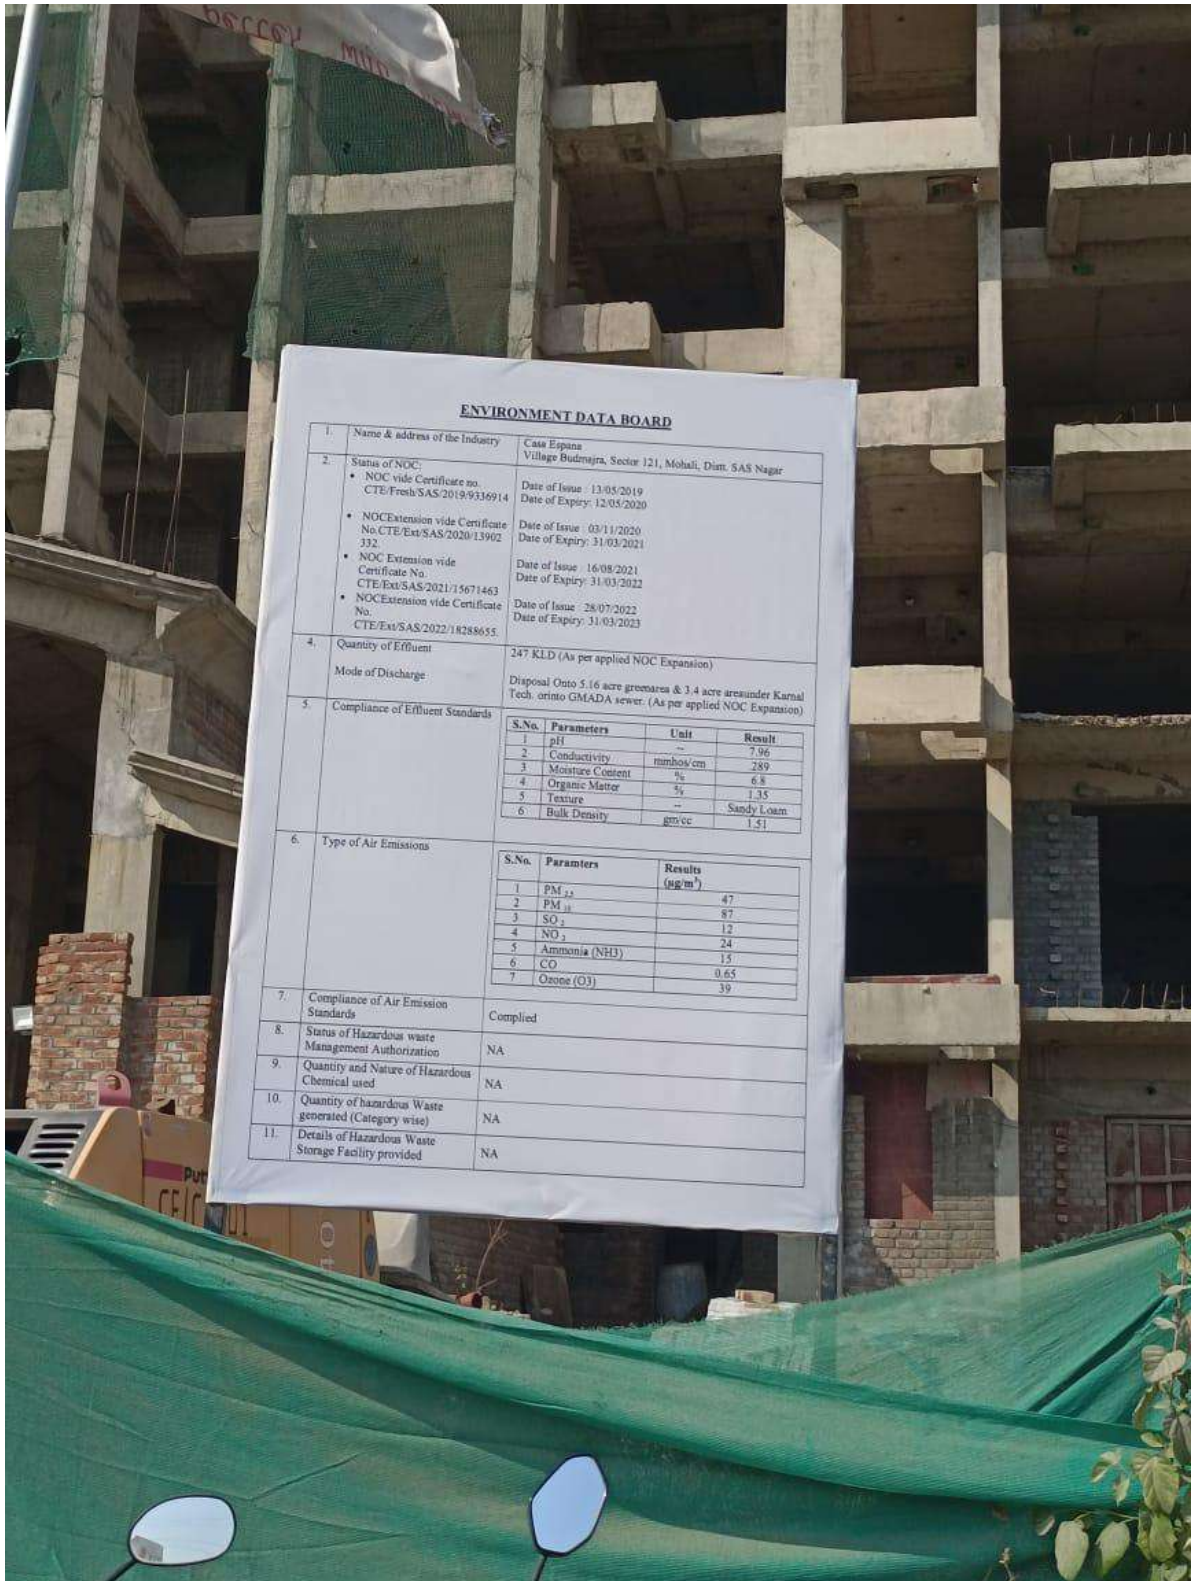 ENVIRONMENT DATA BOARD
1. Name & address of the Industry Casa Espana
Village Budmajra, Sector 121, Mohali, Distt. SAS Nagar
2. Status of NOC:
• NOC vide Certificate no. Date of Issue : 13/05/2019
CTE/Fresh/SAS/2019/9336914 Date of Expiry: 12/05/2020
• NOCExtension vide Certificate Date of Issue : 03/11/2020
No.CTE/Ext/SAS/2020/13902 Date of Expiry: 31/03/2021
332.
• NOC Extension vide Date of Issue : 16/08/2021
Certificate No. Date of Expiry: 31/03/2022
CTE/Ext/SAS/2021/15671463
• NOCExtension vide Certificate Date of Issue : 28/07/2022
No. Date of Expiry: 31/03/2023
CTE/Ext/SAS/2022/18288655.
4. Quantity of Effluent 247 KLD (As per applied NOC Expansion)
Mode of Discharge Disposal Onto 5.16 acre greenarea & 3.4 acre areaunder Karnal
Tech. orinto GMADA sewer. (As per applied NOC Expansion)
5. Compliance of Effluent Standards
S.No. Parameters Unit Result
1 pH -- 7.96
2 Conductivity mmhos/cm 289
3 Moisture Content % 6.8
4 Organic Matter % 1.35
5 Texture -- Sandy Loam
6 Bulk Density gm/cc 1.51
6. Type of Air Emissions
S.No. Paramters Results
(µg/m³)
1 PM 2.5 47
2 PM 10 87
3 SO 2 12
4 NO 2 24
5 Ammonia (NH3) 15
6 CO 0.65
7 Ozone (O3) 39
7. Compliance of Air Emission
Standards Complied
8. Status of Hazardous waste
Management Authorization NA
9. Quantity and Nature of Hazardous
Chemical used NA
10. Quantity of hazardous Waste
generated (Category wise) NA
11. Details of Hazardous Waste
Storage Facility provided NA
Put